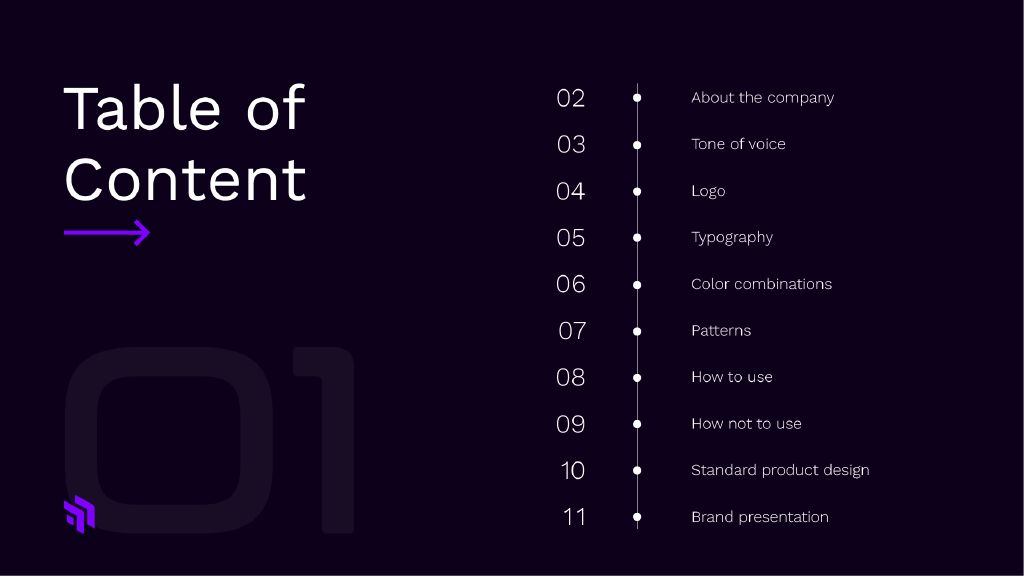 Table of
Content
01
02 About the company
03 Tone of voice
04 Logo
05 Typography
06 Color combinations
07 Patterns
08 How to use
09 How not to use
10 Standard product design
11 Brand presentation